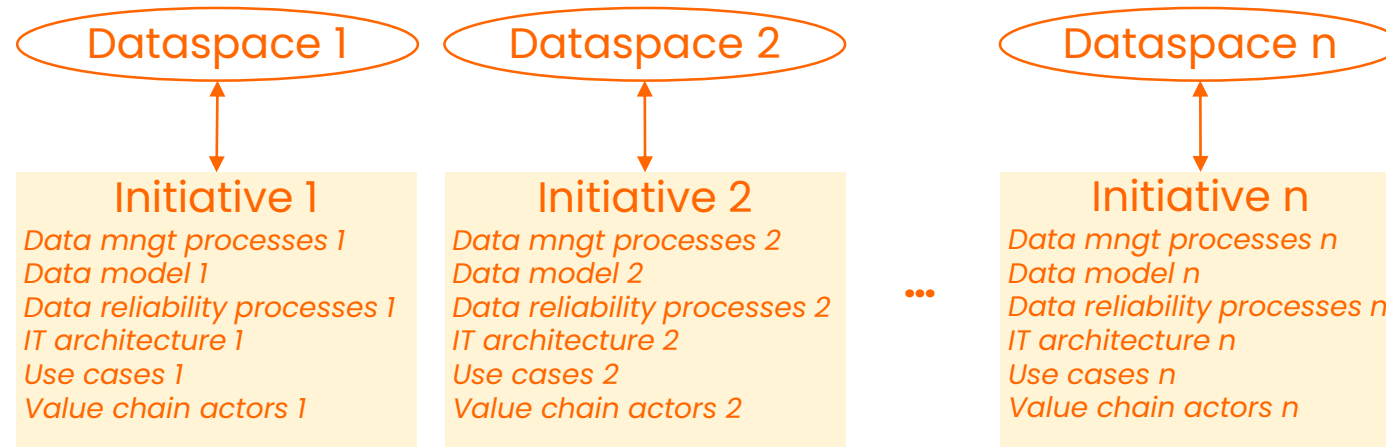 Dataspace 1
Dataspace 2
Dataspace n
Initiative 1
Data mngt processes 1
Data model 1
Data reliability processes 1
IT architecture 1
Use cases 1
Value chain actors 1
Initiative 2
Data mngt processes 2
Data model 2
Data reliability processes 2
IT architecture 2
Use cases 2
Value chain actors 2
...
Initiative n
Data mngt processes n
Data model n
Data reliability processes n
IT architecture n
Use cases n
Value chain actors n